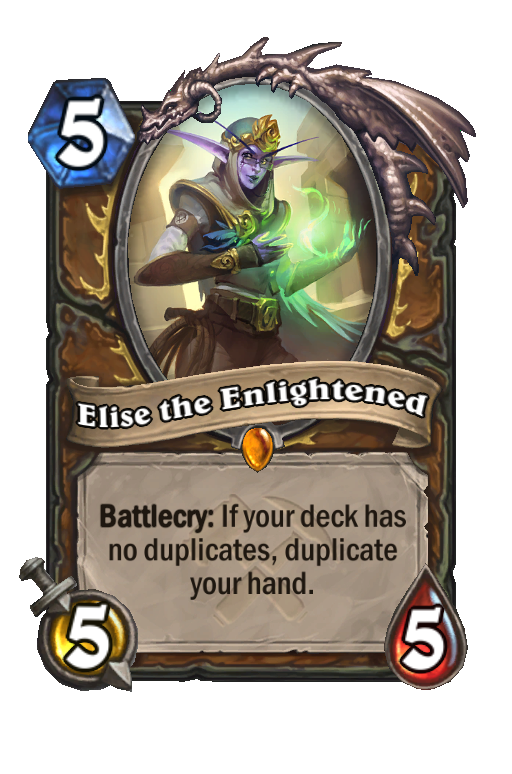 5
Elise the Enlightened
Battlecry: If your deck has
no duplicates, duplicate
your hand.
5
5